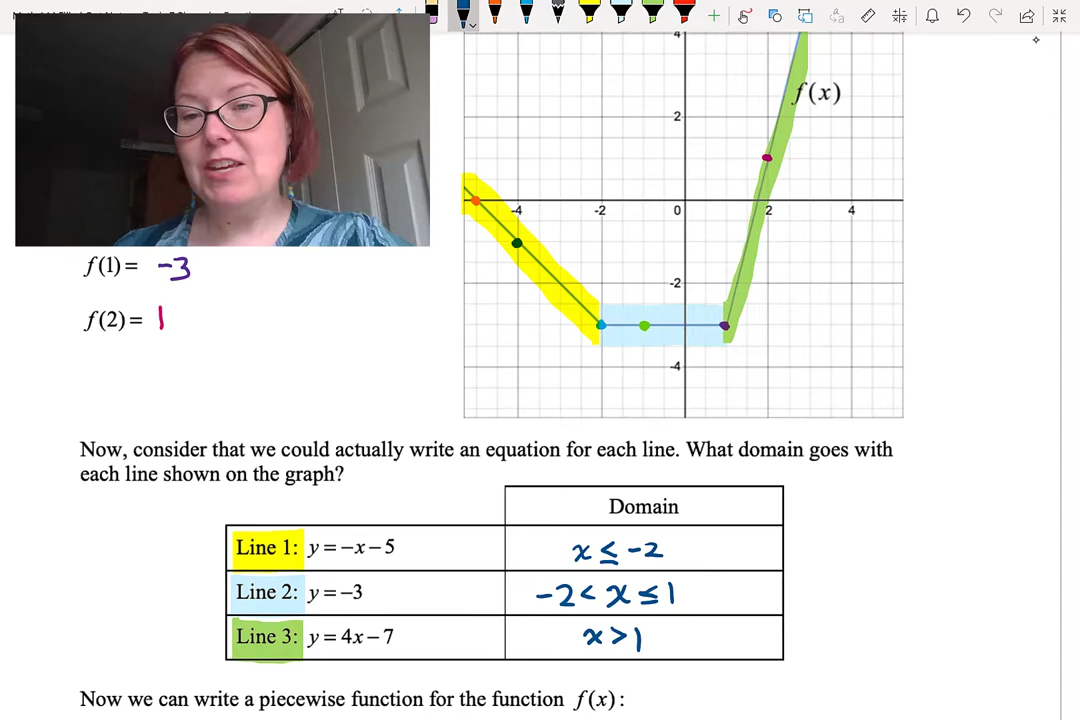 4
f(x)
2
-4
-2
0
2
4
-2
-4
f(1) = -3
f(2) = 1
Now, consider that we could actually write an equation for each line. What domain goes with
each line shown on the graph?
Domain
Line 1: y = −x − 5
x ≤ -2
Line 2: y = −3
-2 < x ≤ 1
Line 3: y = 4x − 7
x > 1
Now we can write a piecewise function for the function f(x):